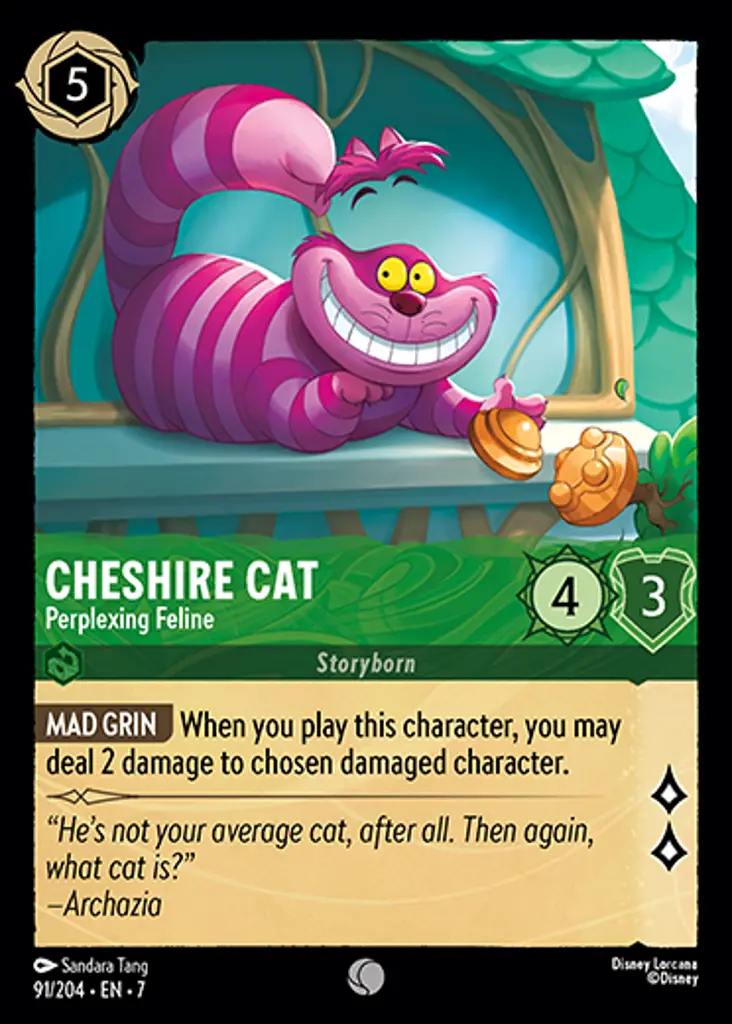 5
CHESHIRE CAT
Perplexing Feline
4
3
Storyborn
MAD GRIN When you play this character, you may
deal 2 damage to chosen damaged character.
“He’s not your average cat, after all. Then again,
what cat is?”
–Archazia
Sandara Tang
91/204 • EN • 7
Disney Lorcana
©Disney